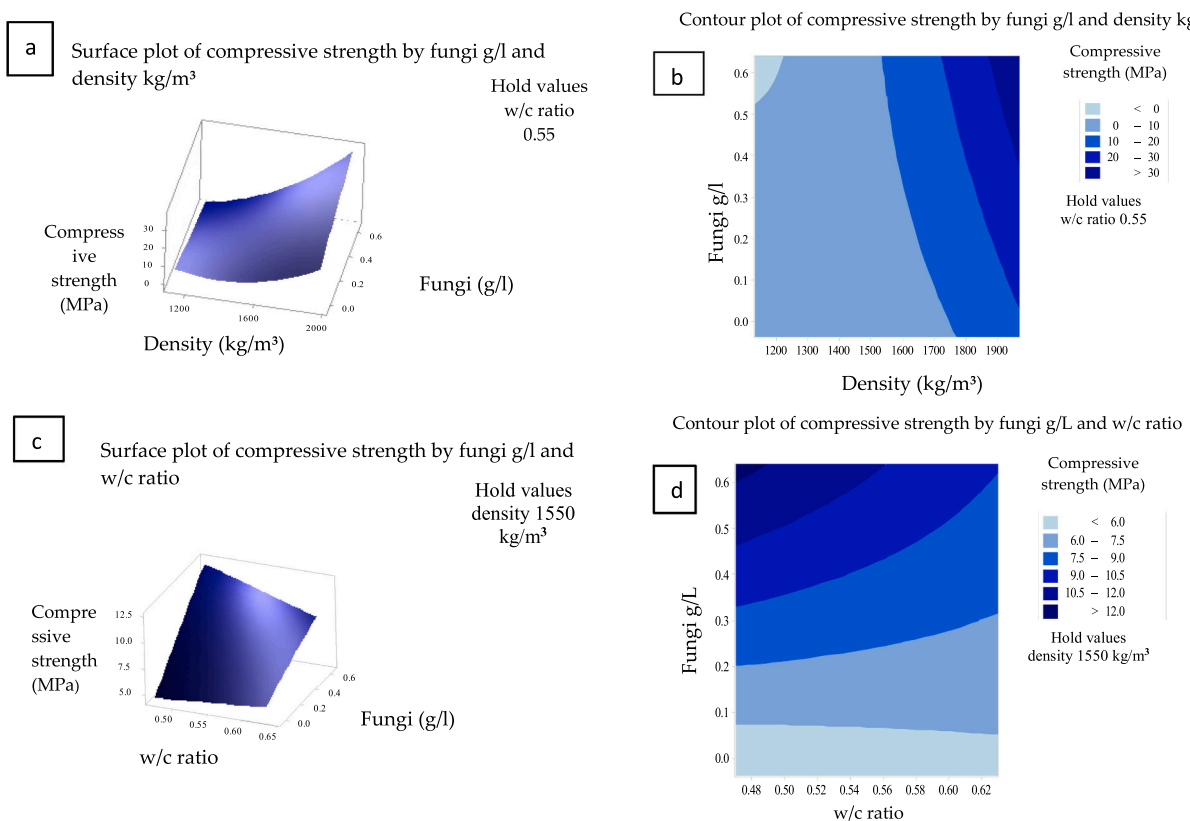 a
Surface plot of compressive strength by fungi g/l and
density kg/m³
Hold values
w/c ratio
0.55
Compress
ive
strength
(MPa)
30
20
10
0
1200
1600
2000
0.0
0.2
0.4
0.6
Fungi (g/l)
Density (kg/m³)
Contour plot of compressive strength by fungi g/l and density kg
b
Compressive
strength (MPa)
< 0
0 – 10
10 – 20
20 – 30
> 30
Hold values
w/c ratio 0.55
Fungi g/l
0.6
0.5
0.4
0.3
0.2
0.1
0.0
1200 1300 1400 1500 1600 1700 1800 1900
Density (kg/m³)
c
Surface plot of compressive strength by fungi g/l and
w/c ratio
Hold values
density 1550
kg/m³
Compre
ssive
strength
(MPa)
12.5
10.0
7.5
5.0
0.50
0.55
0.60
0.65
0.0
0.2
0.4
0.6
Fungi (g/l)
w/c ratio
Contour plot of compressive strength by fungi g/L and w/c ratio
d
Compressive
strength (MPa)
< 6.0
6.0 – 7.5
7.5 – 9.0
9.0 – 10.5
10.5 – 12.0
> 12.0
Hold values
density 1550 kg/m³
Fungi g/L
0.6
0.5
0.4
0.3
0.2
0.1
0.0
0.48 0.50 0.52 0.54 0.56 0.58 0.60 0.62
w/c ratio